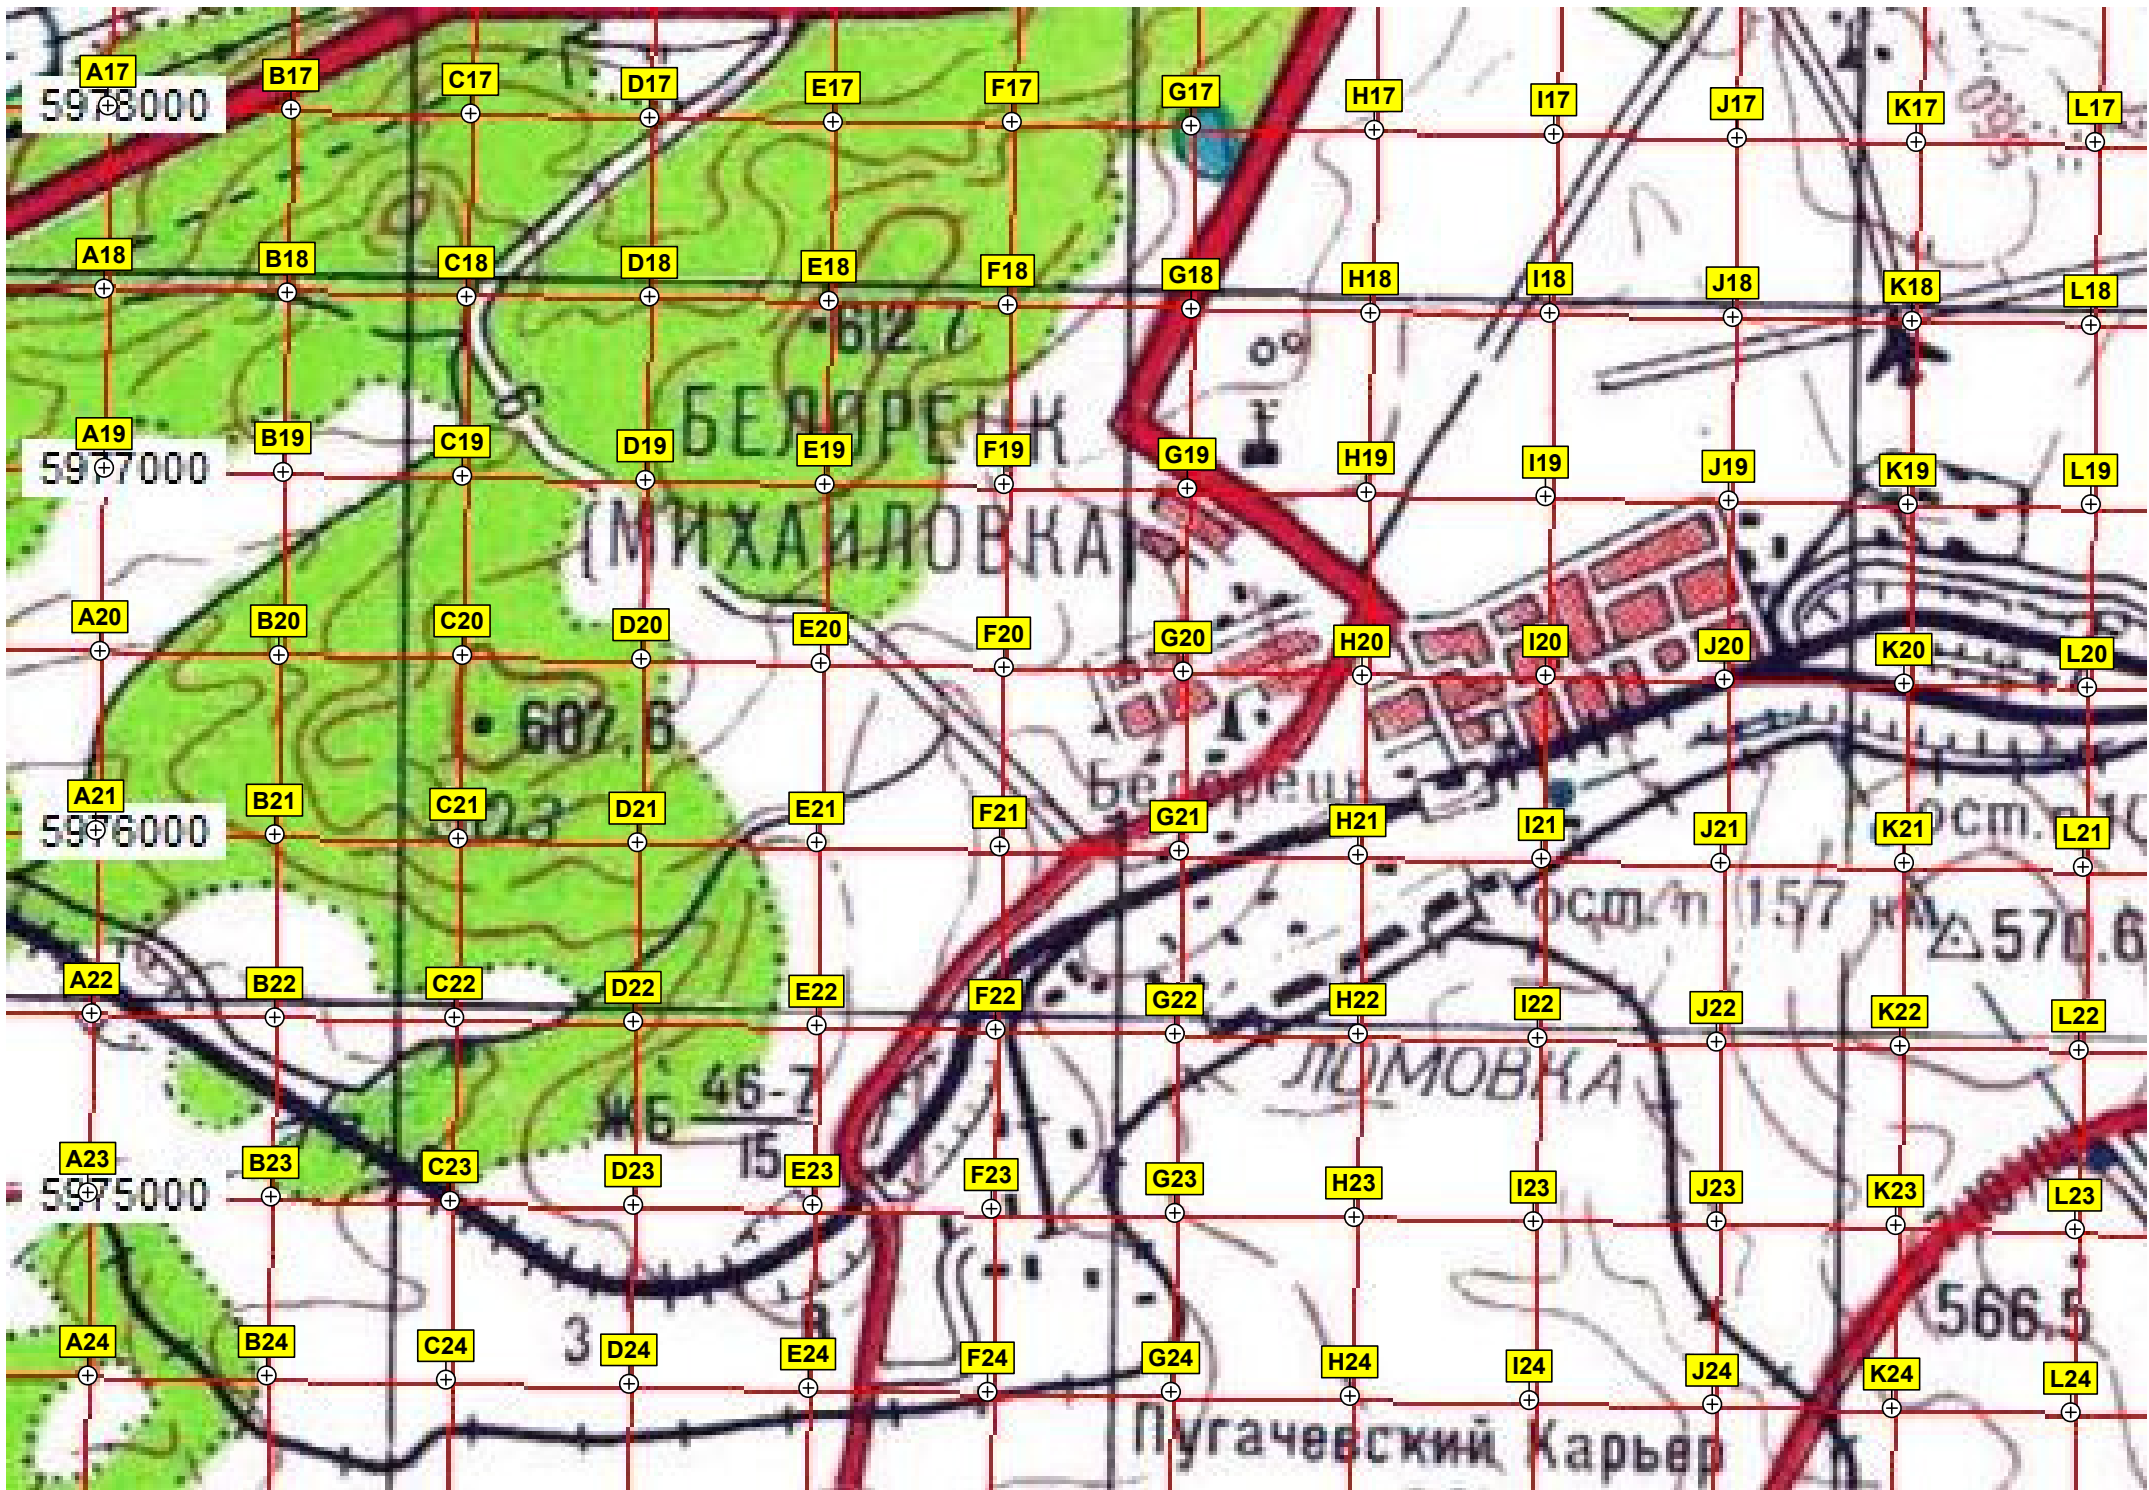 A17 B17 C17 D17 E17 F17 G17 H17 I17 J17 K17 L17
5978000
560
A18 B18 C18 D18 E18 F18 G18 H18 I18 J18 K18 L18
БЕЛОРЕЦК
A19 B19 C19 D19 E19 F19 G19 H19 I19 J19 K19 L19
5977000
(МИХАЙЛОВКА)
A20 B20 C20 D20 E20 F20 G20 H20 I20 J20 K20 L20
607.6
Белорецк
A21 B21 C21 D21 E21 F21 G21 H21 I21 J21 K21 L21
5976000
ост.
ост. п. 157 км
570.6
A22 B22 C22 D22 E22 F22 G22 H22 I22 J22 K22 L22
ЛОМОВКА
Ж6 46-7
15
A23 B23 C23 D23 E23 F23 G23 H23 I23 J23 K23 L23
5975000
566.5
З
A24 B24 C24 D24 E24 F24 G24 H24 I24 J24 K24 L24
Пугачевский Карьер